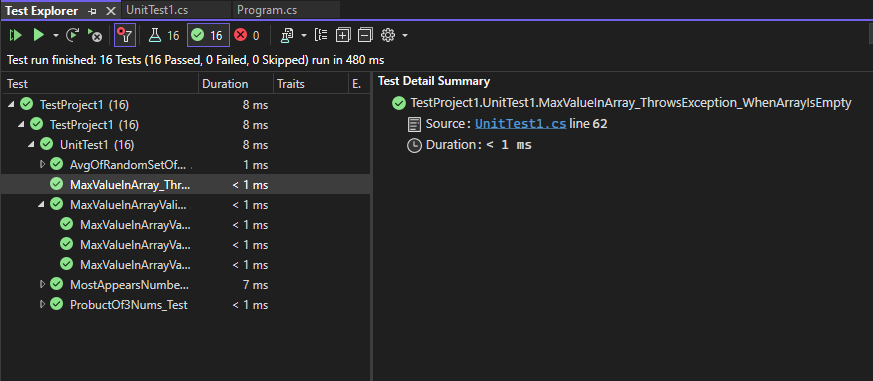 Test Explorer UnitTest1.cs Program.cs
16 16 0
Test run finished: 16 Tests (16 Passed, 0 Failed, 0 Skipped) run in 480 ms
Test Duration Traits E.
TestProject1 (16) 8 ms
TestProject1 (16) 8 ms
UnitTest1 (16) 8 ms
AvgOfRandomSetOf... 1 ms
MaxValueInArray_Thr... < 1 ms
MaxValueInArrayVali... < 1 ms
MaxValueInArrayVa... < 1 ms
MaxValueInArrayVa... < 1 ms
MaxValueInArrayVa... < 1 ms
MostAppearsNumbe... 7 ms
ProbuctOf3Nums_Test < 1 ms
Test Detail Summary
TestProject1.UnitTest1.MaxValueInArray_ThrowsException_WhenArrayIsEmpty
Source: UnitTest1.cs line 62
Duration: < 1 ms